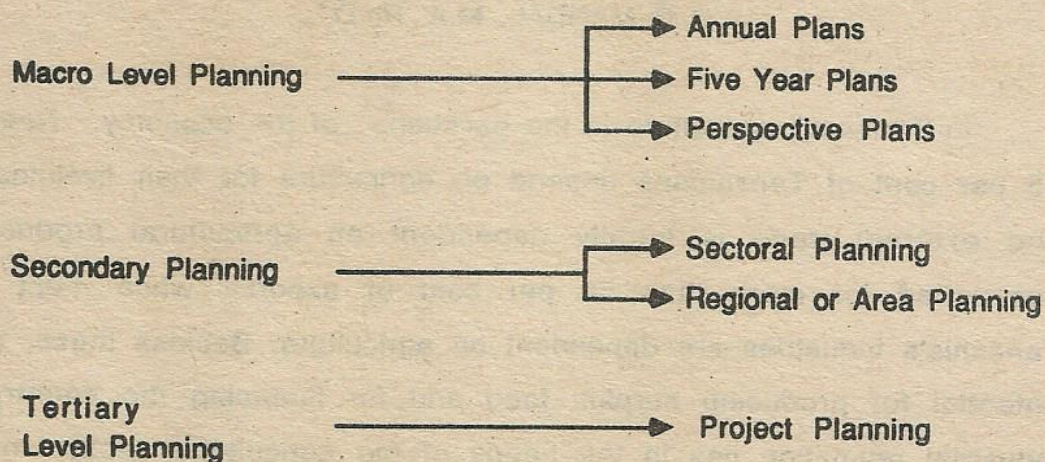 Annual Plans
Macro Level Planning
Five Year Plans
Perspective Plans
Secondary Planning
Sectoral Planning
Regional or Area Planning
Tertiary
Level Planning
Project Planning